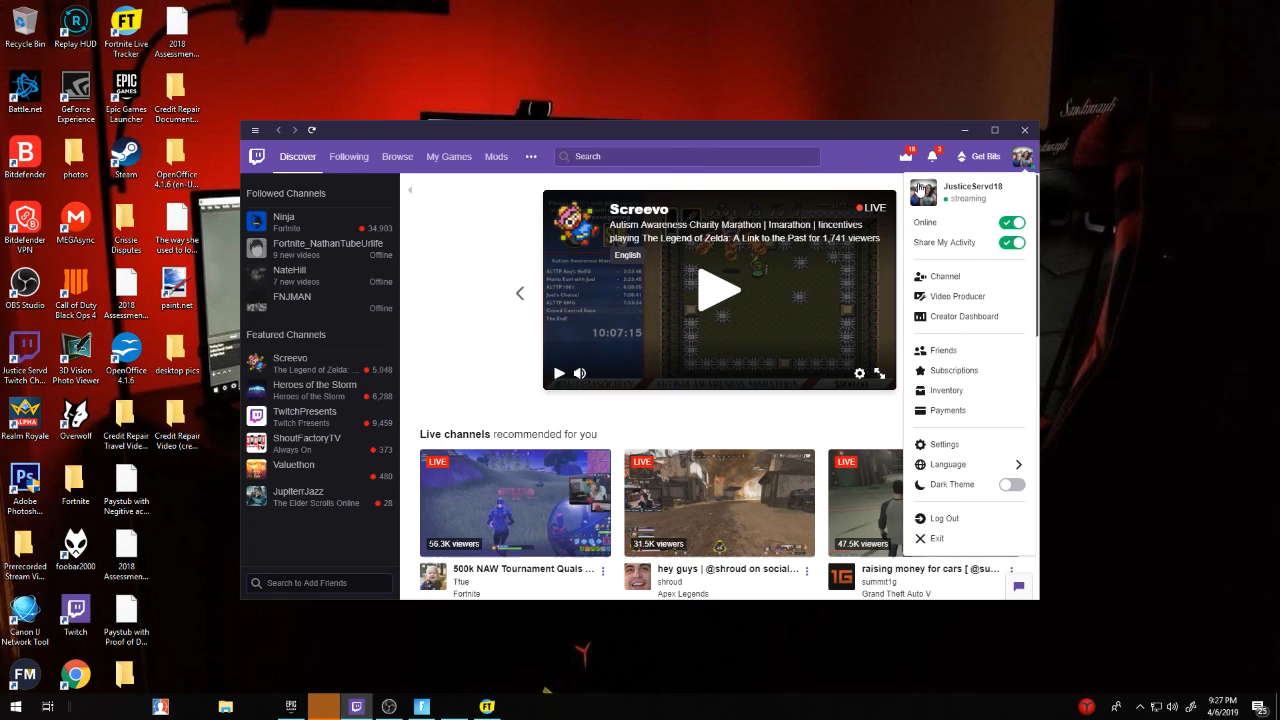 Recycle Bin
Replay HUD
Fortnite Live
Tracker
2018
Assessmen...
Battle.net
GeForce
Experience
Epic Games
Launcher
Credit Repair
Document...
Bitdefender
photos
Steam
OpenOffice
4.1.6 (en-U...
Bitdefender
VPN
MEGAsync
Crissie
Disputes
The way she
used to lo...
OBS Studio
Call of Duty
Black Ops 4
2018
Assessmen...
paint.net
Justice Servd
Twitch Ch...
3D Vision
Photo Viewer
OpenOffice
4.1.6
desktop pics
Realm Royale
Overwolf
Credit Repair
Travel Vide...
Credit Repair
Video (cre...
Adobe
Photosho...
Fortnite
Paystub with
Negitive ac...
Prerecorded
Stream Vi...
foobar2000
2018
Assessmen...
Canon IJ
Network Tool
Twitch
Paystub with
Proof of D...
Discover
Following
Browse
My Games
Mods
Search
18
3
Get Bits
Followed Channels
Ninja
Fortnite 34,903
Fortnite_NathanTubeUrlife
9 new videos Offline
NateHill
7 new videos Offline
FNJMAN
Offline
Featured Channels
Screevo
The Legend of Zelda: ... 5,048
Heroes of the Storm
Heroes of the Storm 6,288
TwitchPresents
Twitch Presents 9,459
ShoutFactoryTV
Always On 373
Valuethon
480
JupiterrJazz
The Elder Scrolls Online 28
Search to Add Friends
Screevo
LIVE
Autism Awareness Charity Marathon | !marathon | !incentives
playing The Legend of Zelda: A Link to the Past for 1,741 viewers
English
10:07:15
Live channels recommended for you
LIVE
56.3K viewers
500k NAW Tournament Quals ...
Tfue
Fortnite
LIVE
31.5K viewers
hey guys | @shroud on social...
shroud
Apex Legends
LIVE
47.5K viewers
raising money for cars [ @su...
summit1g
Grand Theft Auto V
JusticeServd18
streaming
Online
Share My Activity
Channel
Video Producer
Creator Dashboard
Friends
Subscriptions
Inventory
Payments
Settings
Language
Dark Theme
Log Out
Exit
9:27 PM
4/6/2019
25